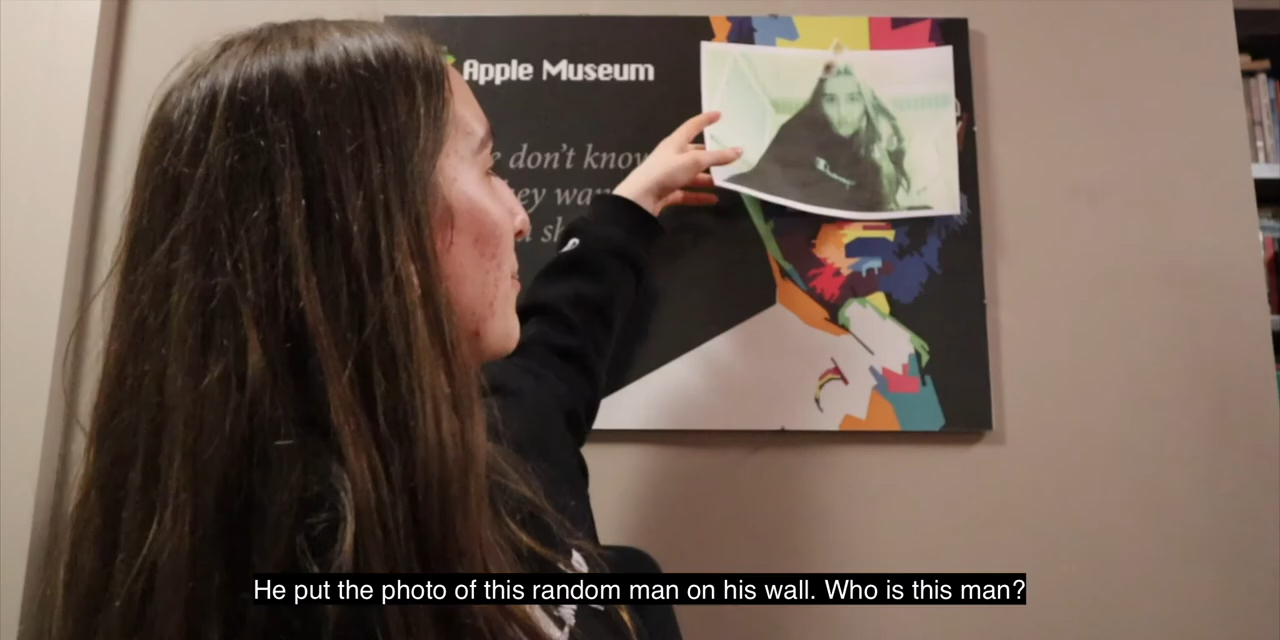 Apple Museum
don't know
He put the photo of this random man on his wall. Who is this man?